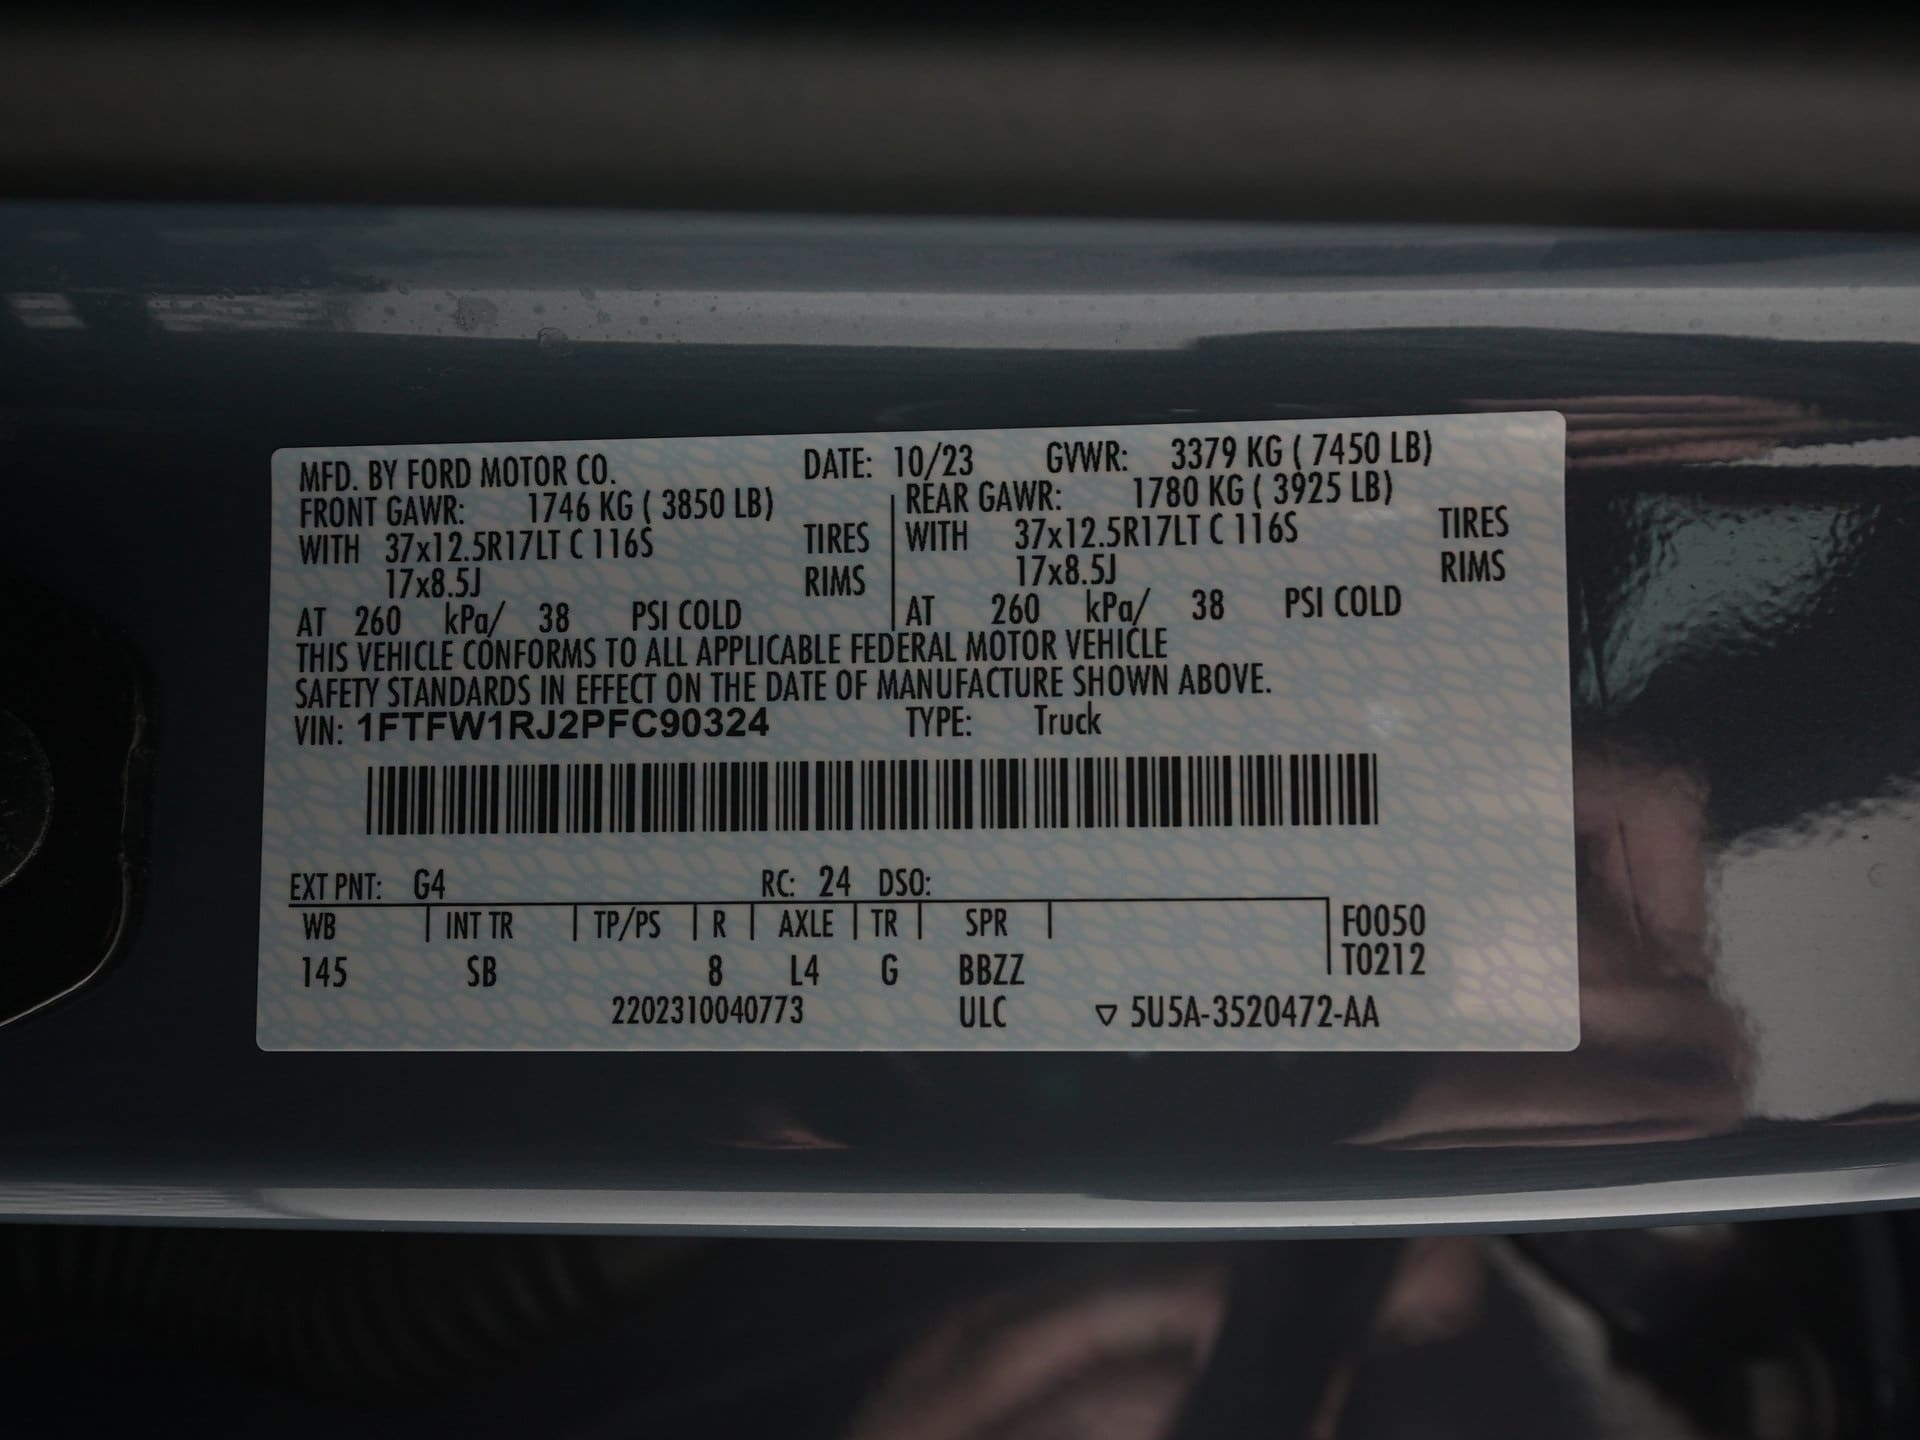 MFD. BY FORD MOTOR CO. DATE: 10/23 GVWR: 3379 KG ( 7450 LB)
FRONT GAWR: 1746 KG ( 3850 LB) REAR GAWR: 1780 KG ( 3925 LB)
WITH 37x12.5R17LT C 116S TIRES WITH 37x12.5R17LT C 116S TIRES
17x8.5J RIMS 17x8.5J RIMS
AT 260 kPa/ 38 PSI COLD AT 260 kPa/ 38 PSI COLD
THIS VEHICLE CONFORMS TO ALL APPLICABLE FEDERAL MOTOR VEHICLE
SAFETY STANDARDS IN EFFECT ON THE DATE OF MANUFACTURE SHOWN ABOVE.
VIN: 1FTFW1RJ2PFC90324 TYPE: Truck
EXT PNT: G4 RC: 24 DSO:
WB INT TR TP/PS R AXLE TR SPR F0050
145 SB 8 L4 G BBZZ T0212
2202310040773 ULC ▽ 5U5A-3520472-AA